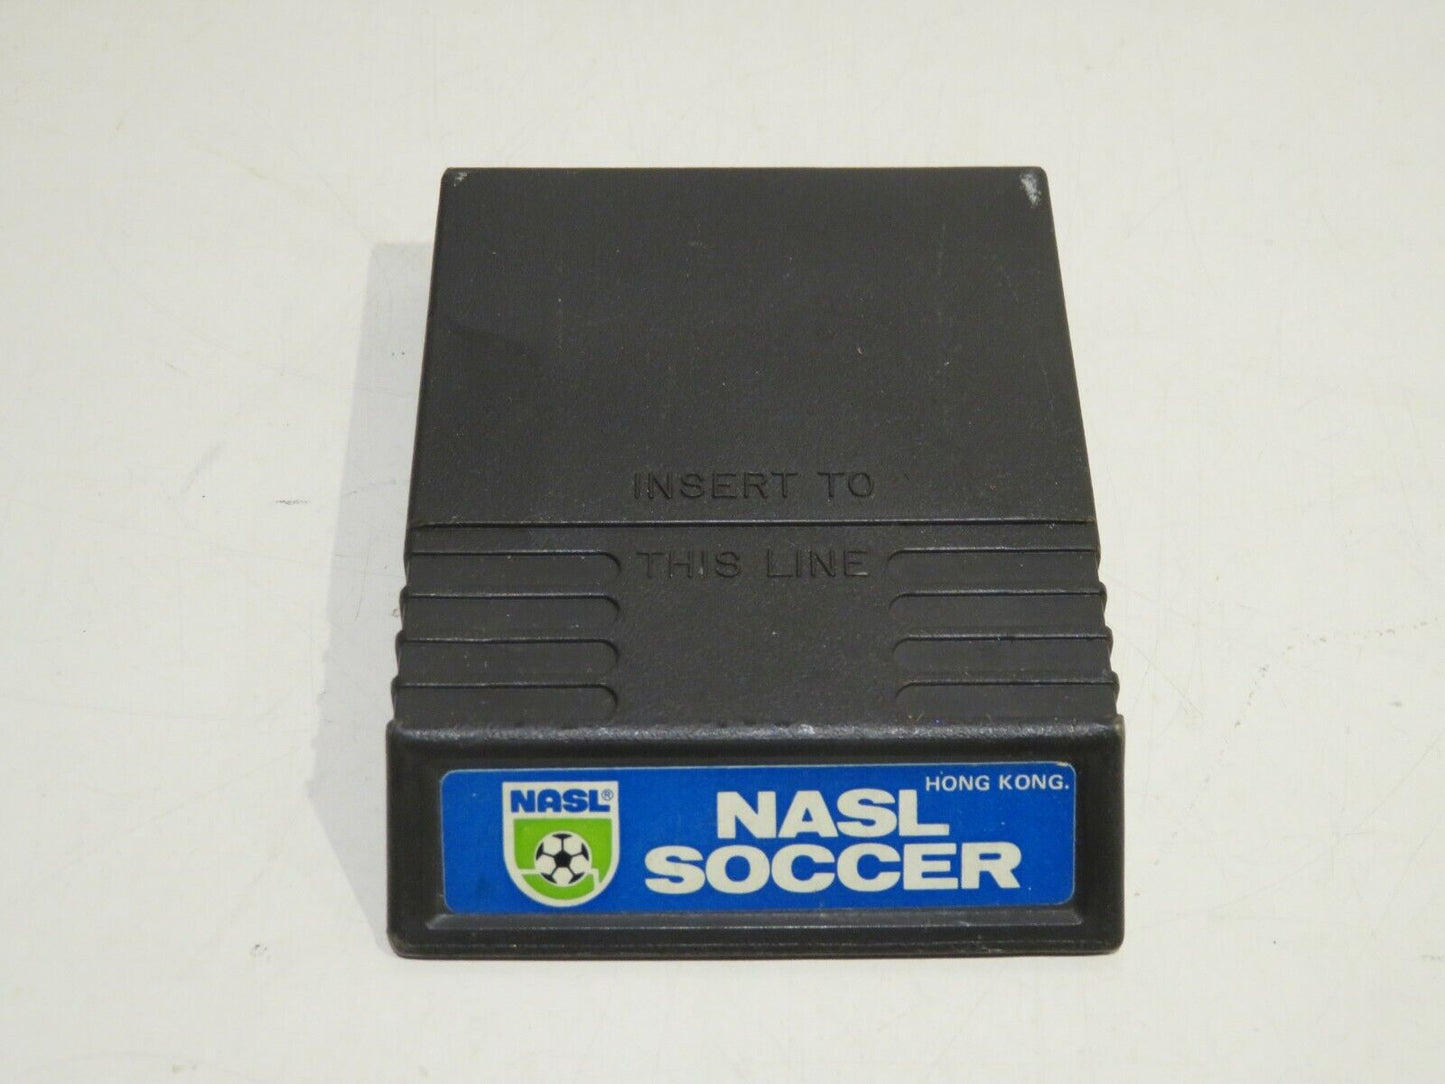 INSERT TO
THIS LINE
HONG KONG.
NASL®
NASL
SOCCER